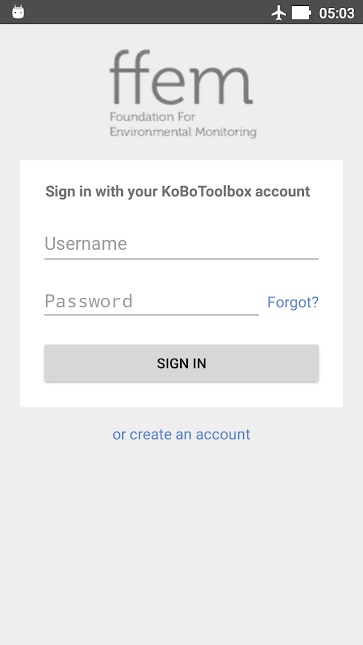 05:03
ffem
Foundation For
Environmental Monitoring
Sign in with your KoBoToolbox account
Username
Password
Forgot?
SIGN IN
or create an account